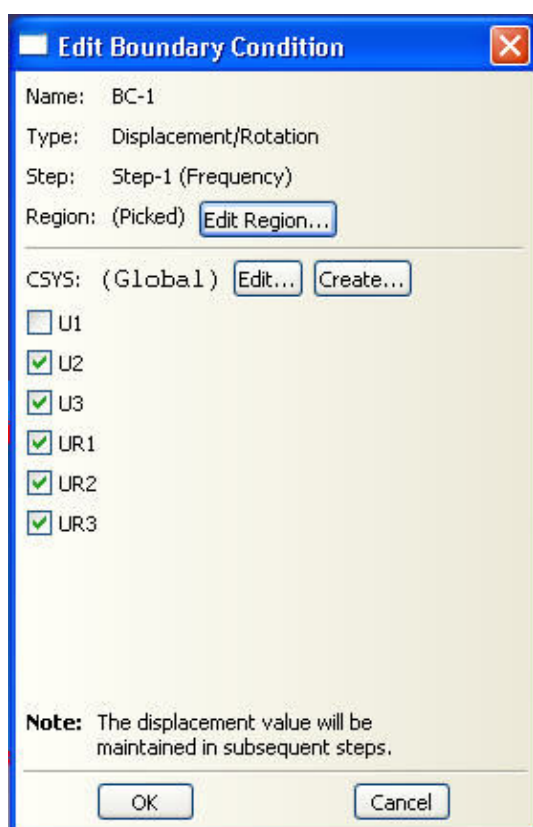 Edit Boundary Condition
Name: BC-1
Type: Displacement/Rotation
Step: Step-1 (Frequency)
Region: (Picked) Edit Region...
CSYS: (Global) Edit... Create...
U1
U2
U3
UR1
UR2
UR3
Note: The displacement value will be
maintained in subsequent steps.
OK Cancel